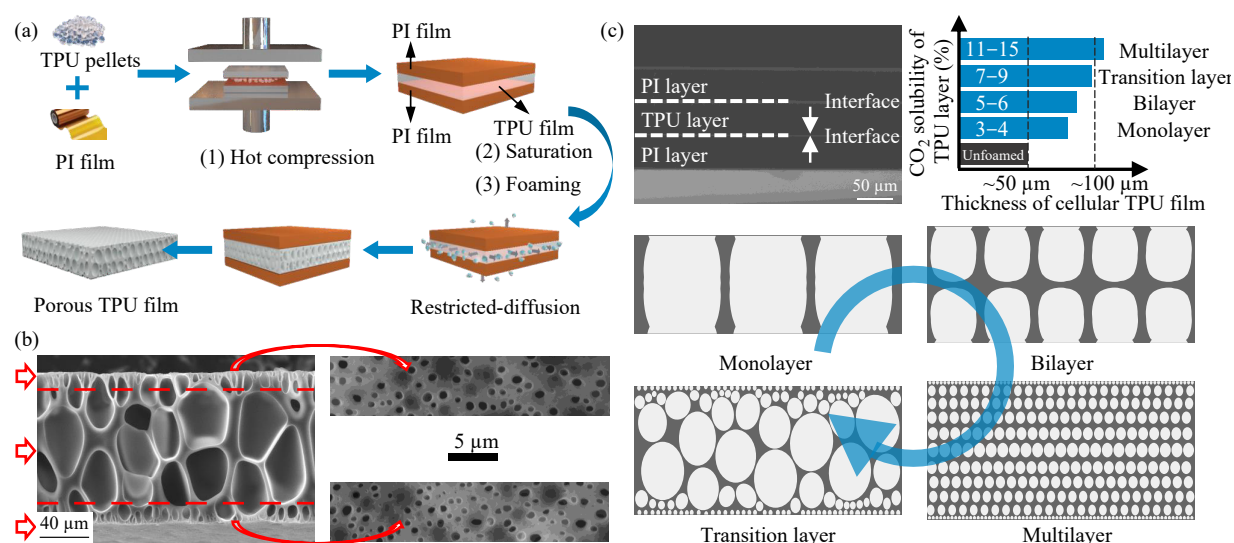 (a)
TPU pellets
PI film
PI film
PI film
TPU film
(1) Hot compression
(2) Saturation
(3) Foaming
Porous TPU film
Restricted-diffusion
(b)
40 µm
5 µm
(c)
PI layer
Interface
TPU layer
Interface
PI layer
50 µm
CO2 solubility of
TPU layer (%)
11−15
Multilayer
7−9
Transition layer
5−6
Bilayer
3−4
Monolayer
Unfoamed
~50 µm
~100 µm
Thickness of cellular TPU film
Monolayer
Bilayer
Transition layer
Multilayer